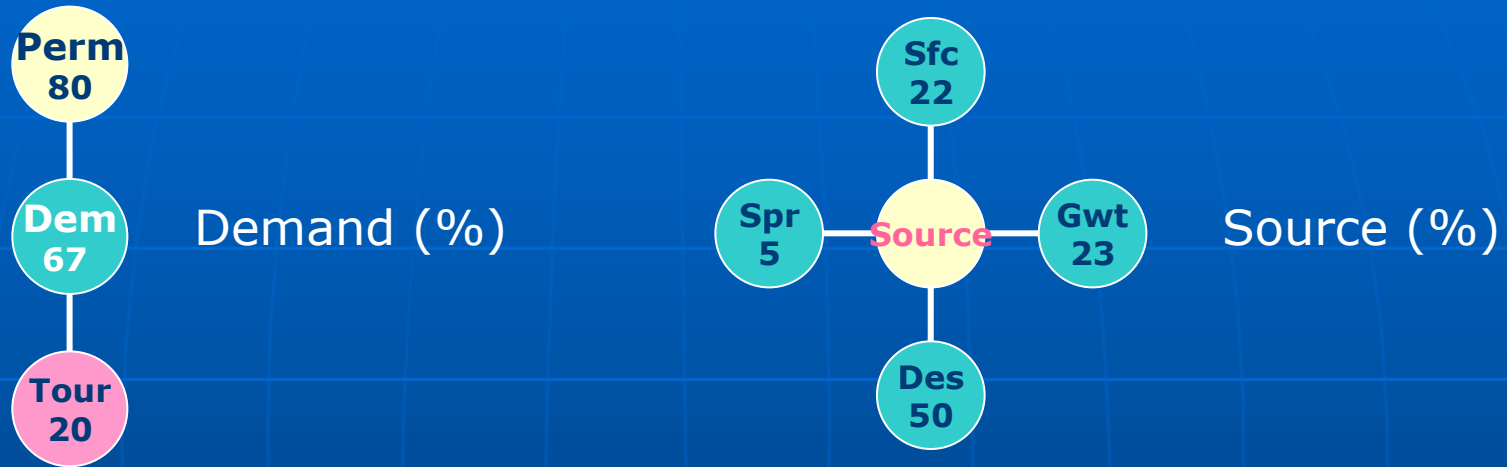 Perm
80
Dem
67
Tour
20
Demand (%)
Sfc
22
Spr
5
Source
Gwt
23
Des
50
Source (%)